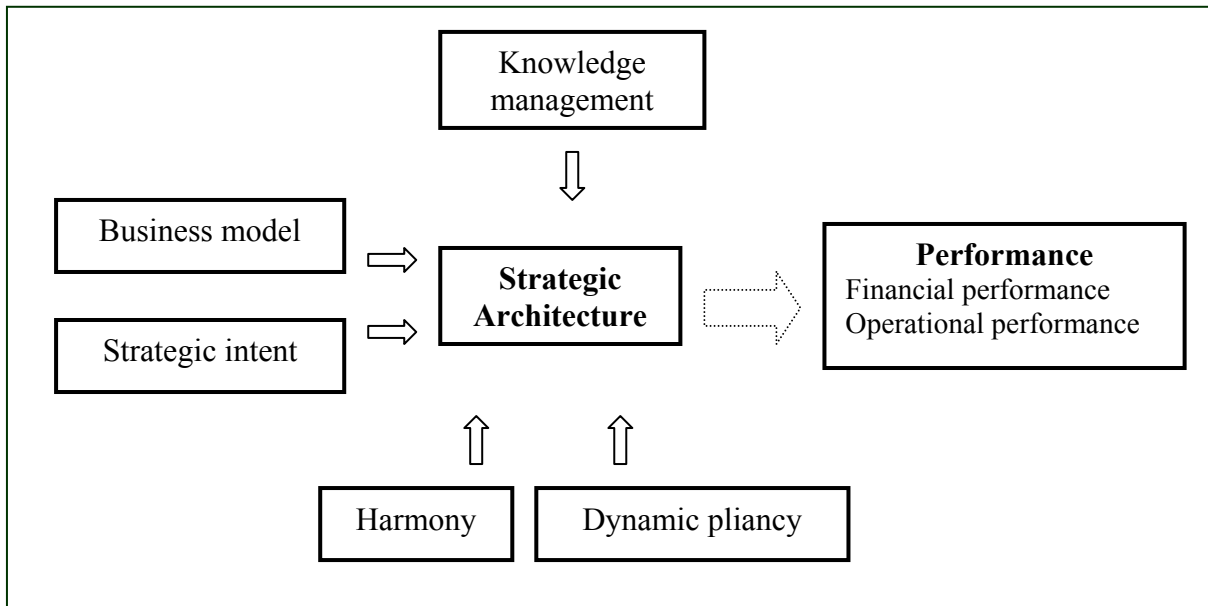 Knowledge
management
Business model
Strategic intent
Strategic
Architecture
Performance
Financial performance
Operational performance
Harmony
Dynamic pliancy